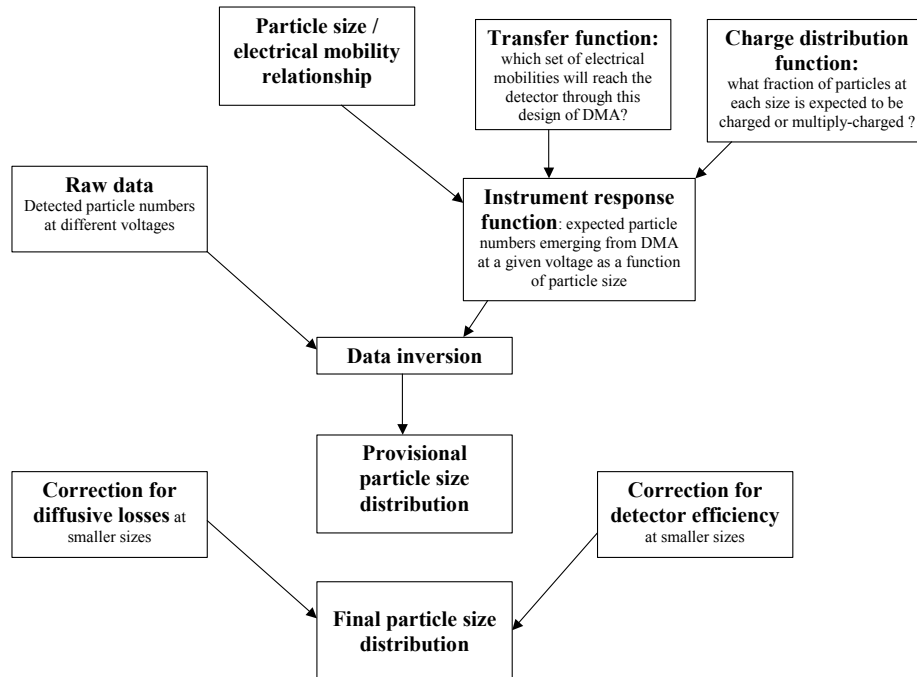 Particle size /
electrical mobility
relationship
Transfer function:
which set of electrical
mobilities will reach the
detector through this
design of DMA?
Charge distribution
function:
what fraction of particles at
each size is expected to be
charged or multiply-charged ?
Raw data
Detected particle numbers
at different voltages
Instrument response
function: expected particle
numbers emerging from DMA
at a given voltage as a function
of particle size
Data inversion
Provisional
particle size
distribution
Correction for
diffusive losses at
smaller sizes
Correction for
detector efficiency
at smaller sizes
Final particle size
distribution